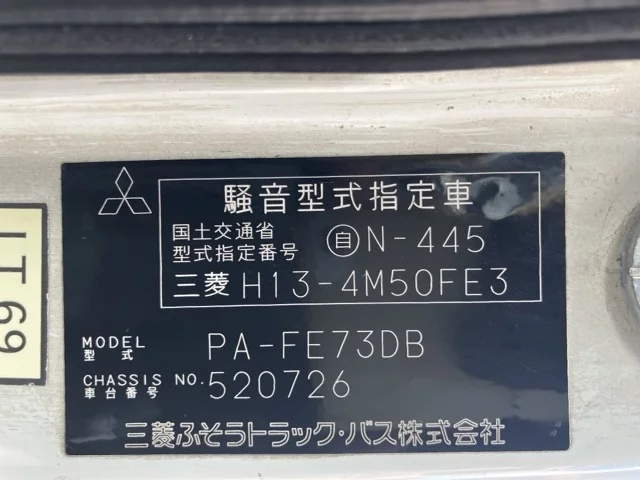 騒音型式指定車
国土交通省
型式指定番号 自N-445
三菱 H13-4M50FE3
MODEL
型式 PA-FE73DB
CHASSIS NO.
車台番号 520726
三菱ふそうトラック・バス株式会社
69 II